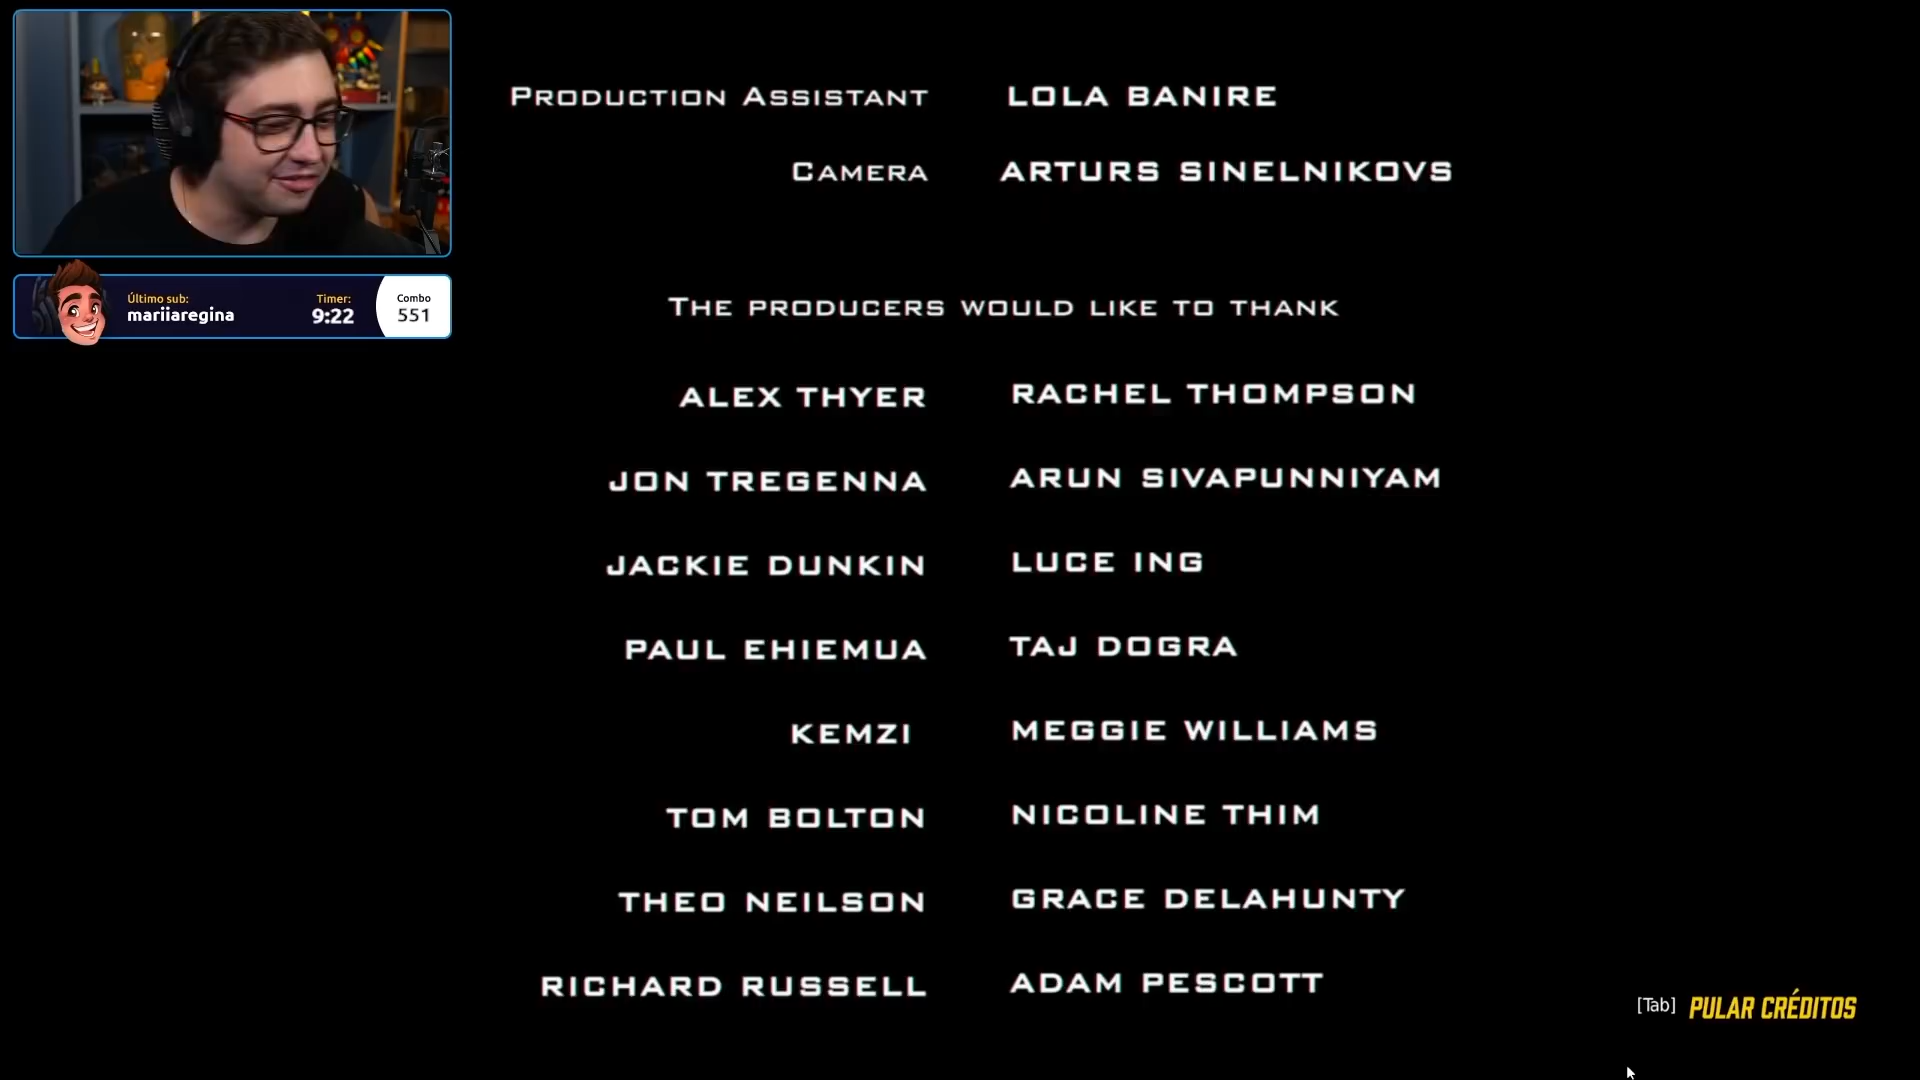 Production Assistant LOLA BANIRE
Camera ARTURS SINELNIKOVS
Último sub:
mariiaregina
Timer:
9:22
Combo
551
The producers would like to thank
ALEX THYER RACHEL THOMPSON
JON TREGENNA ARUN SIVAPUNNIYAM
JACKIE DUNKIN LUCE ING
PAUL EHIEMUA TAJ DOGRA
KEMZI MEGGIE WILLIAMS
TOM BOLTON NICOLINE THIM
THEO NEILSON GRACE DELAHUNTY
RICHARD RUSSELL ADAM PESCOTT
[Tab] PULAR CRÉDITOS